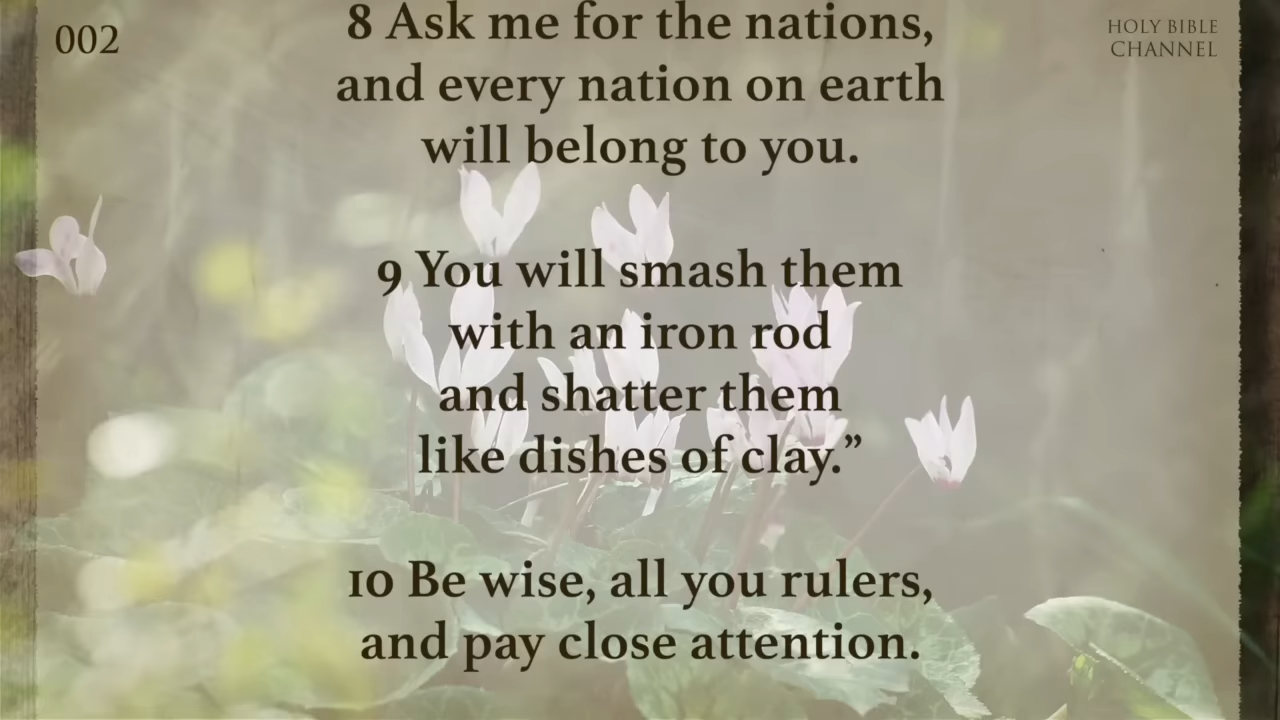 002
HOLY BIBLE
CHANNEL
8 Ask me for the nations,
and every nation on earth
will belong to you.
9 You will smash them
with an iron rod
and shatter them
like dishes of clay.”
10 Be wise, all you rulers,
and pay close attention.